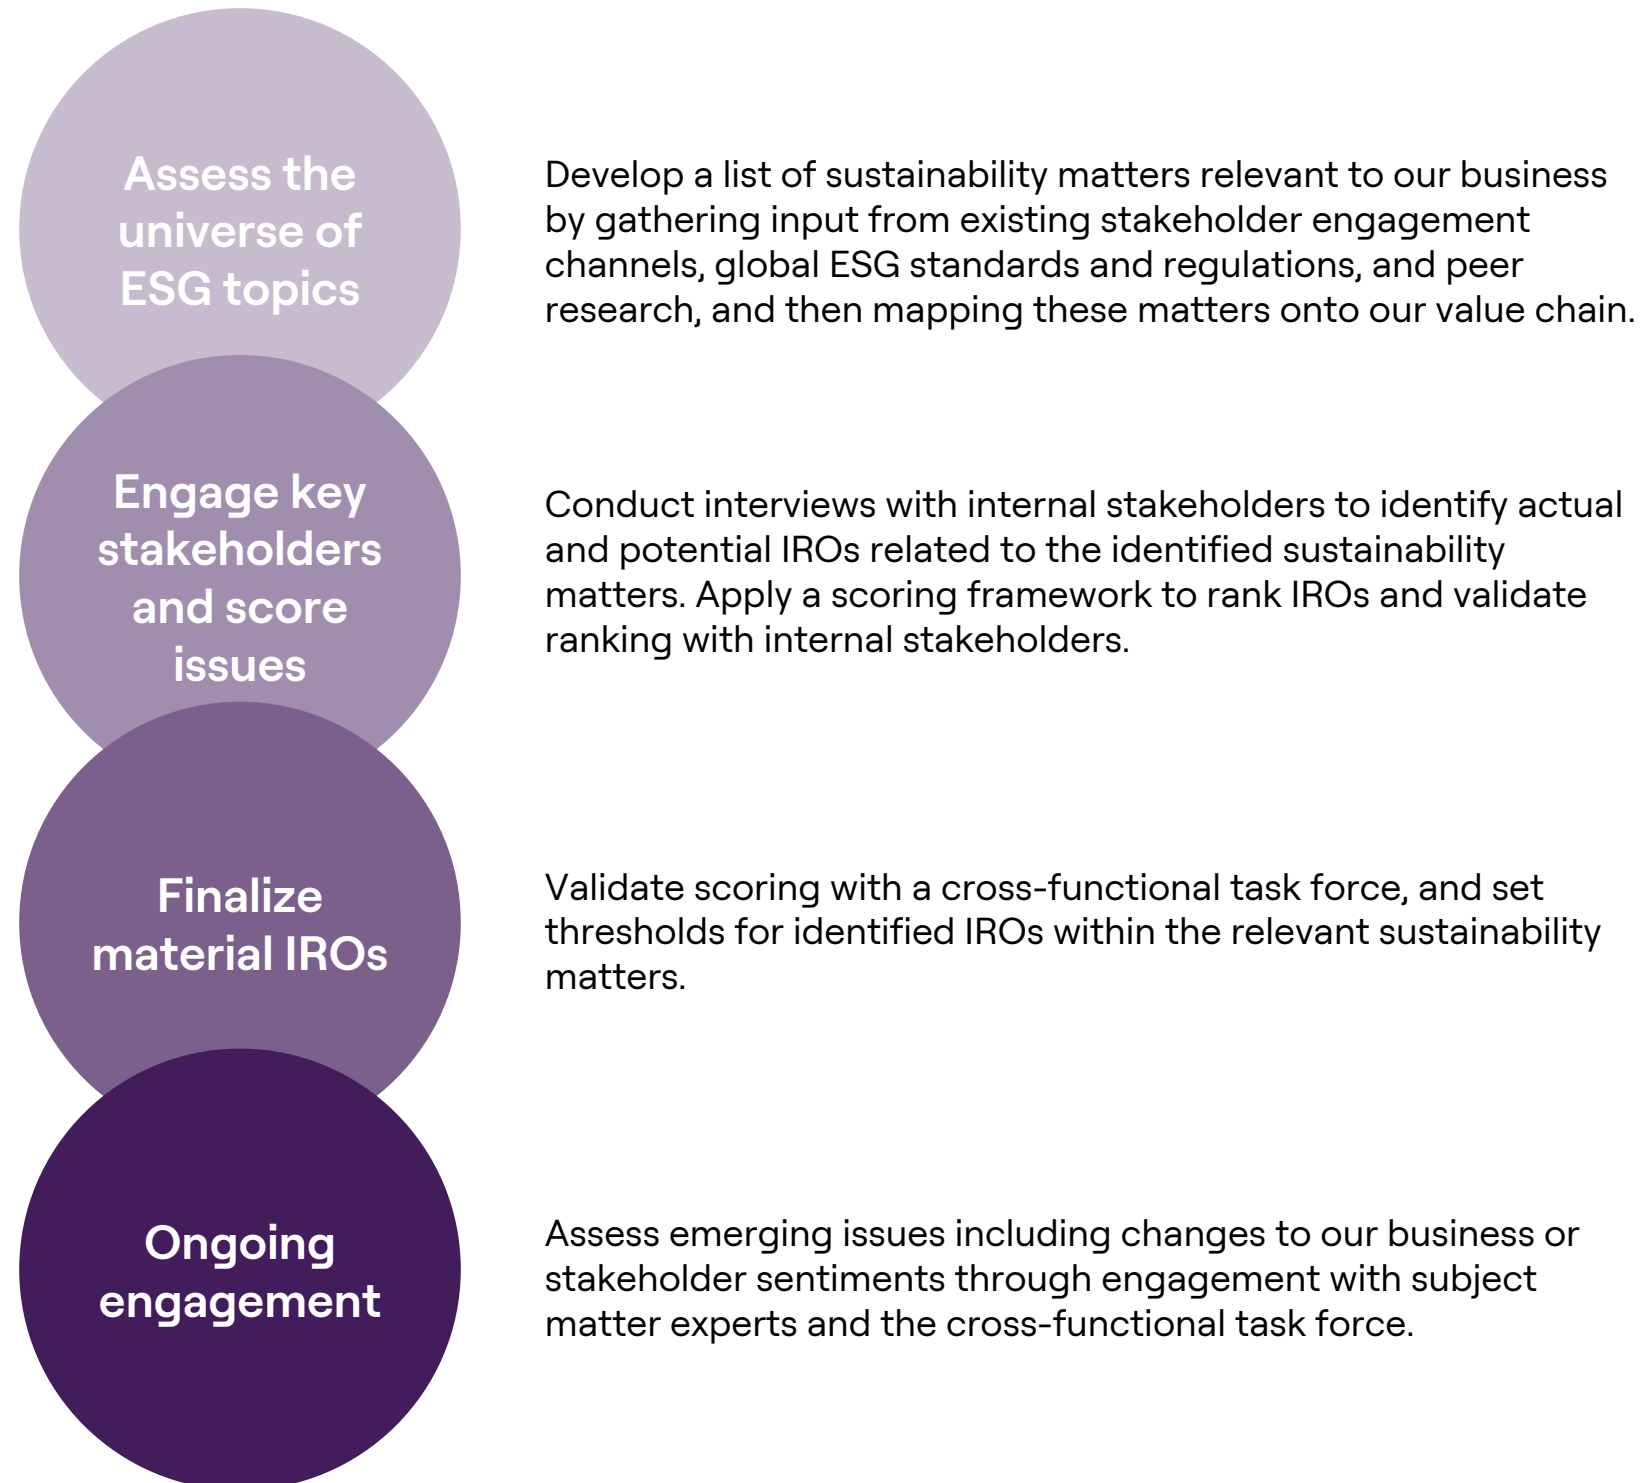 Assess the
universe of
ESG topics
Develop a list of sustainability matters relevant to our business
by gathering input from existing stakeholder engagement
channels, global ESG standards and regulations, and peer
research, and then mapping these matters onto our value chain.
Engage key
stakeholders
and score
issues
Conduct interviews with internal stakeholders to identify actual
and potential IROs related to the identified sustainability
matters. Apply a scoring framework to rank IROs and validate
ranking with internal stakeholders.
Finalize
material IROs
Validate scoring with a cross-functional task force, and set
thresholds for identified IROs within the relevant sustainability
matters.
Ongoing
engagement
Assess emerging issues including changes to our business or
stakeholder sentiments through engagement with subject
matter experts and the cross-functional task force.